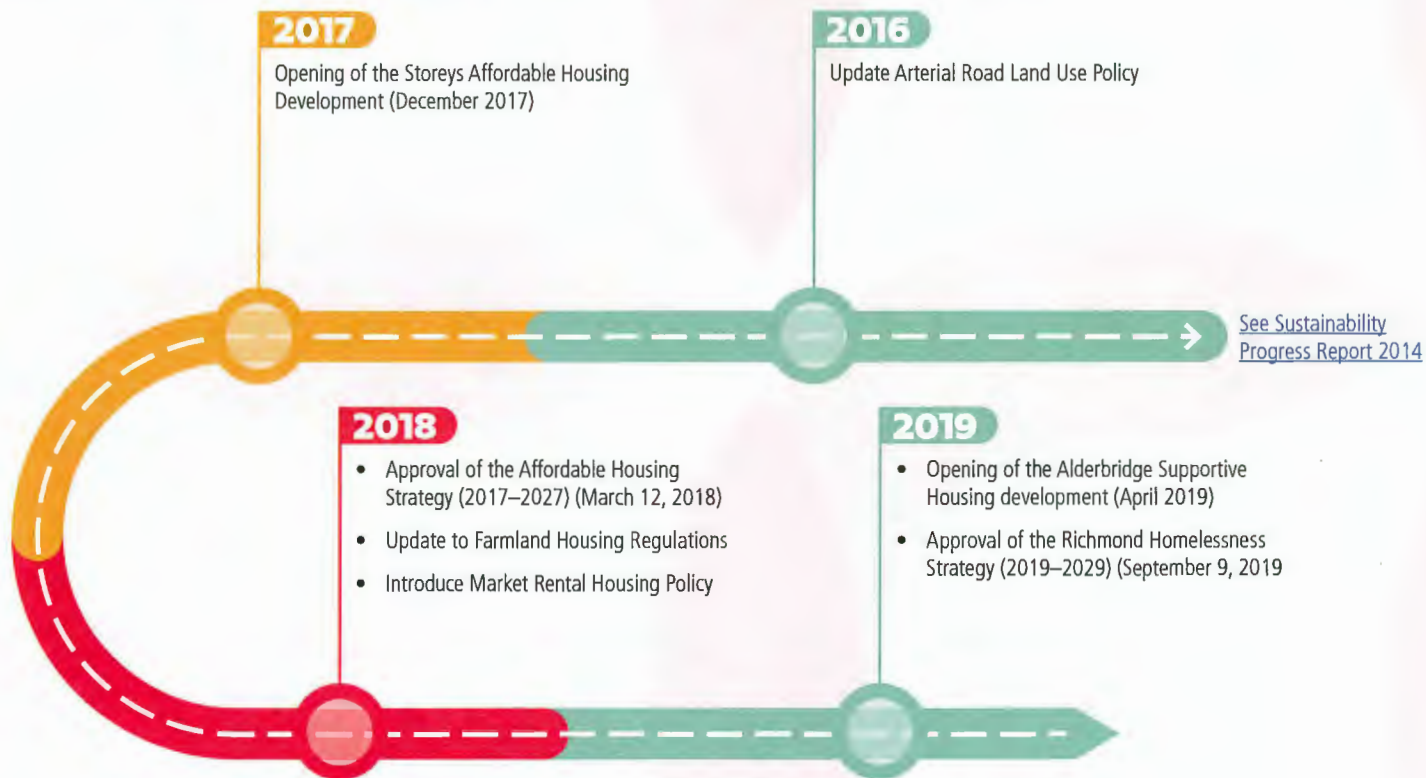 2017
Opening of the Storeys Affordable Housing
Development (December 2017)
2016
Update Arterial Road Land Use Policy
See Sustainability
Progress Report 2014
2018
• Approval of the Affordable Housing
Strategy (2017–2027) (March 12, 2018)
• Update to Farmland Housing Regulations
• Introduce Market Rental Housing Policy
2019
• Opening of the Alderbridge Supportive
Housing development (April 2019)
• Approval of the Richmond Homelessness
Strategy (2019–2029) (September 9, 2019